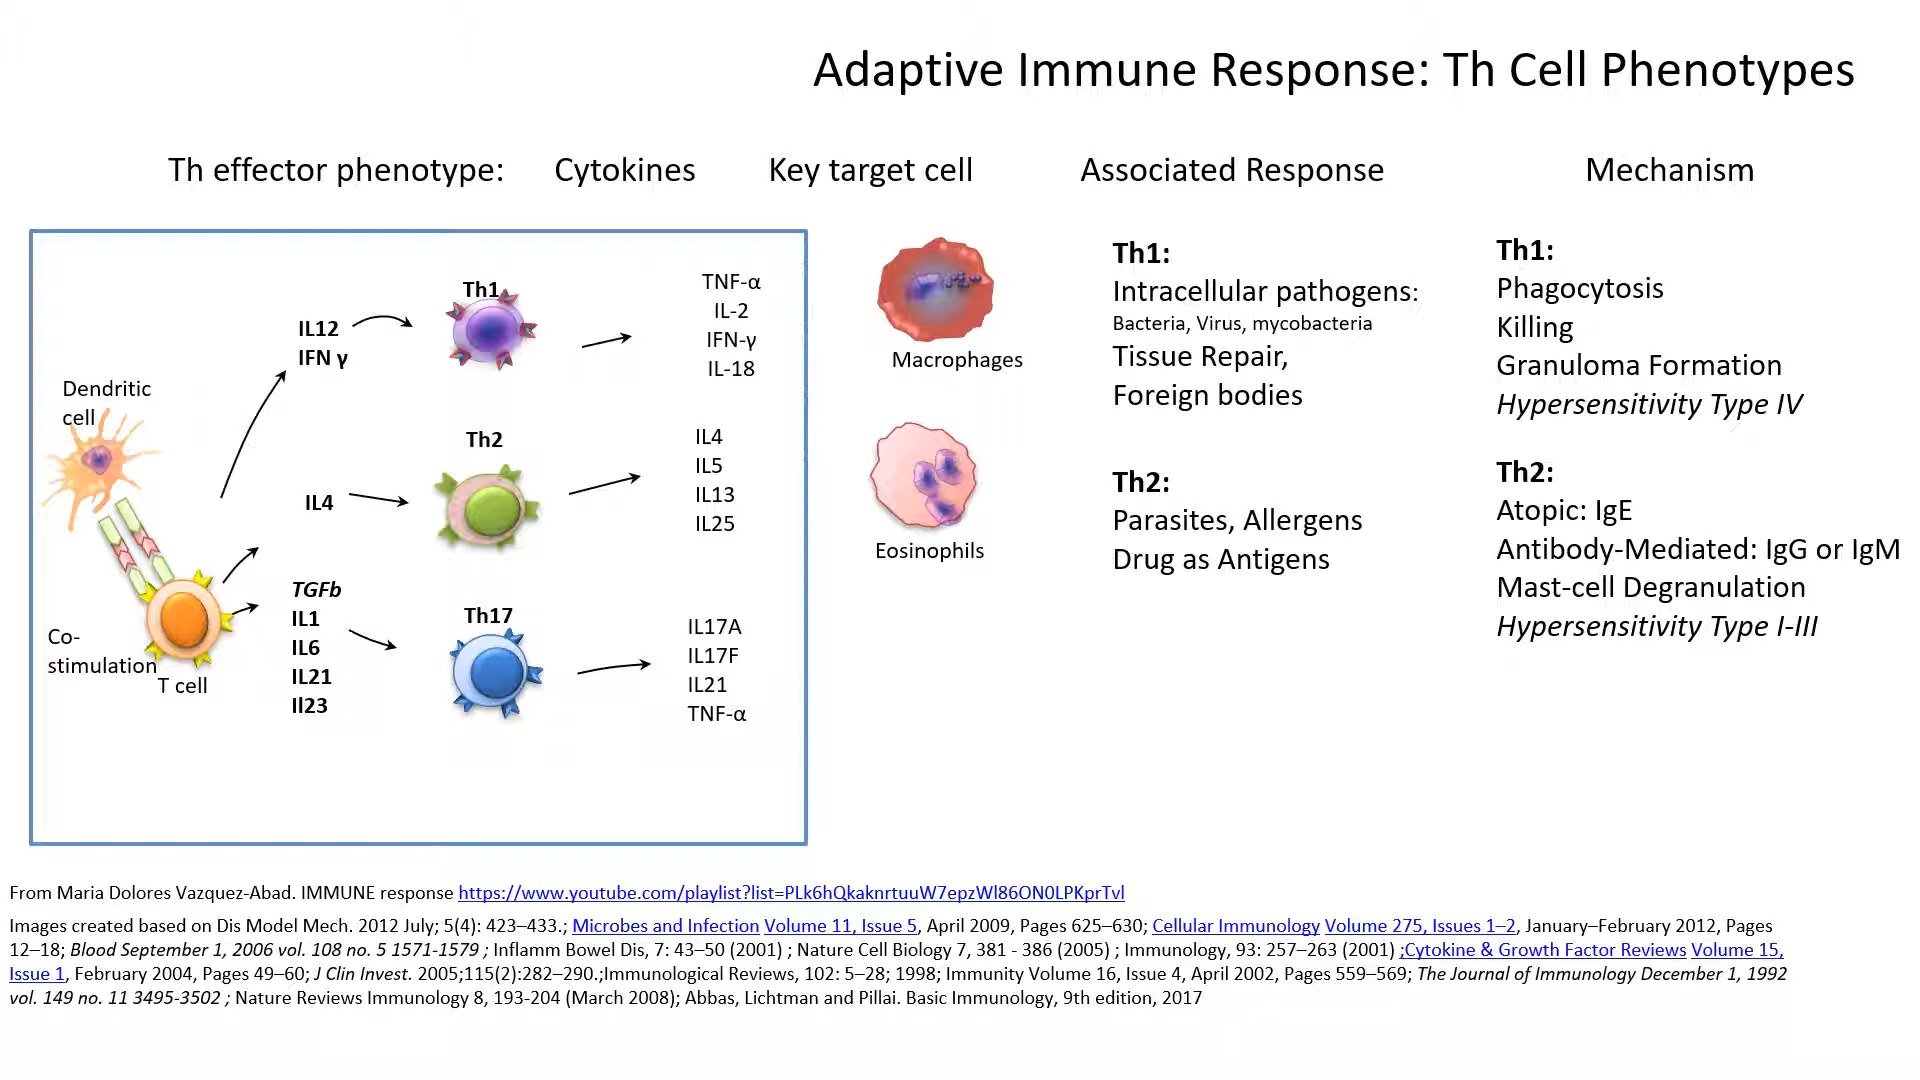 Adaptive Immune Response: Th Cell Phenotypes
Th effector phenotype:
Cytokines
Key target cell
Associated Response
Mechanism
Dendritic
cell
Co-
stimulation
T cell
IL12
IFN γ
Th1
TNF-α
IL-2
IFN-γ
IL-18
IL4
Th2
IL4
IL5
IL13
IL25
TGFb
IL1
IL6
IL21
Il23
Th17
IL17A
IL17F
IL21
TNF-α
Macrophages
Eosinophils
Th1:
Intracellular pathogens:
Bacteria, Virus, mycobacteria
Tissue Repair,
Foreign bodies
Th2:
Parasites, Allergens
Drug as Antigens
Th1:
Phagocytosis
Killing
Granuloma Formation
Hypersensitivity Type IV
Th2:
Atopic: IgE
Antibody-Mediated: IgG or IgM
Mast-cell Degranulation
Hypersensitivity Type I-III
From Maria Dolores Vazquez-Abad. IMMUNE response https://www.youtube.com/playlist?list=PLk6hQkaknrtuuW7epzWl86ON0LPKprTvl
Images created based on Dis Model Mech. 2012 July; 5(4): 423–433.; Microbes and Infection Volume 11, Issue 5, April 2009, Pages 625–630; Cellular Immunology Volume 275, Issues 1–2, January–February 2012, Pages
12–18; Blood September 1, 2006 vol. 108 no. 5 1571-1579 ; Inflamm Bowel Dis, 7: 43–50 (2001) ; Nature Cell Biology 7, 381 - 386 (2005) ; Immunology, 93: 257–263 (2001) ;Cytokine & Growth Factor Reviews Volume 15,
Issue 1, February 2004, Pages 49–60; J Clin Invest. 2005;115(2):282–290.;Immunological Reviews, 102: 5–28; 1998; Immunity Volume 16, Issue 4, April 2002, Pages 559–569; The Journal of Immunology December 1, 1992
vol. 149 no. 11 3495-3502 ; Nature Reviews Immunology 8, 193-204 (March 2008); Abbas, Lichtman and Pillai. Basic Immunology, 9th edition, 2017